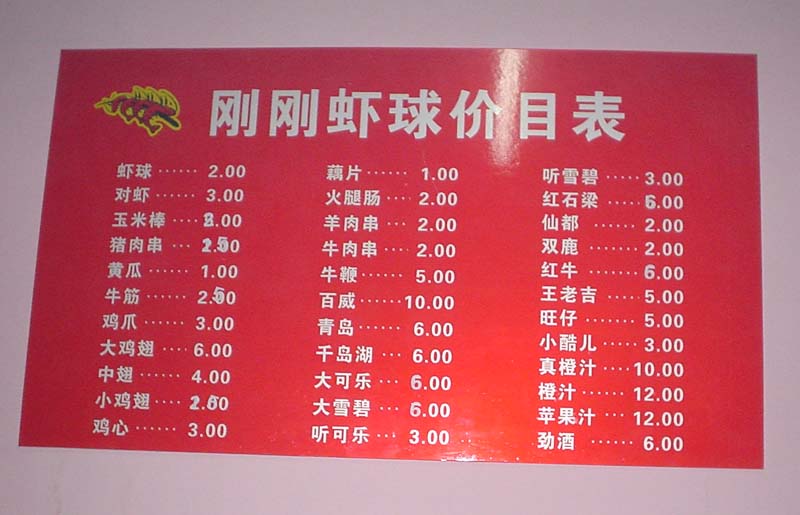 刚刚虾球价目表
虾球······ 2.00
对虾······ 3.00
玉米棒···· .00
猪肉串···
黄瓜······ 1.00
牛筋······
鸡爪······ 3.00
大鸡翅···· 6.00
中翅······ 4.00
小鸡翅····
鸡心······ 3.00
藕片······ 1.00
火腿肠···· 2.00
羊肉串··· 2.00
牛肉串··· 2.00
牛鞭······ 5.00
百威······ 10.00
青岛······ 6.00
千岛湖··· 6.00
大可乐··· 6.00
大雪碧··· 6.00
听可乐··· 3.00
听雪碧···· 3.00
红石梁···· 6.00
仙都 ······ 2.00
双鹿 ······ 2.00
红牛 ······ 6.00
王老吉···· 5.00
旺仔······ 5.00
小酷儿···· 3.00
真橙汁··· 10.00
橙汁······ 12.00
苹果汁··· 12.00
劲酒 ······ 6.00